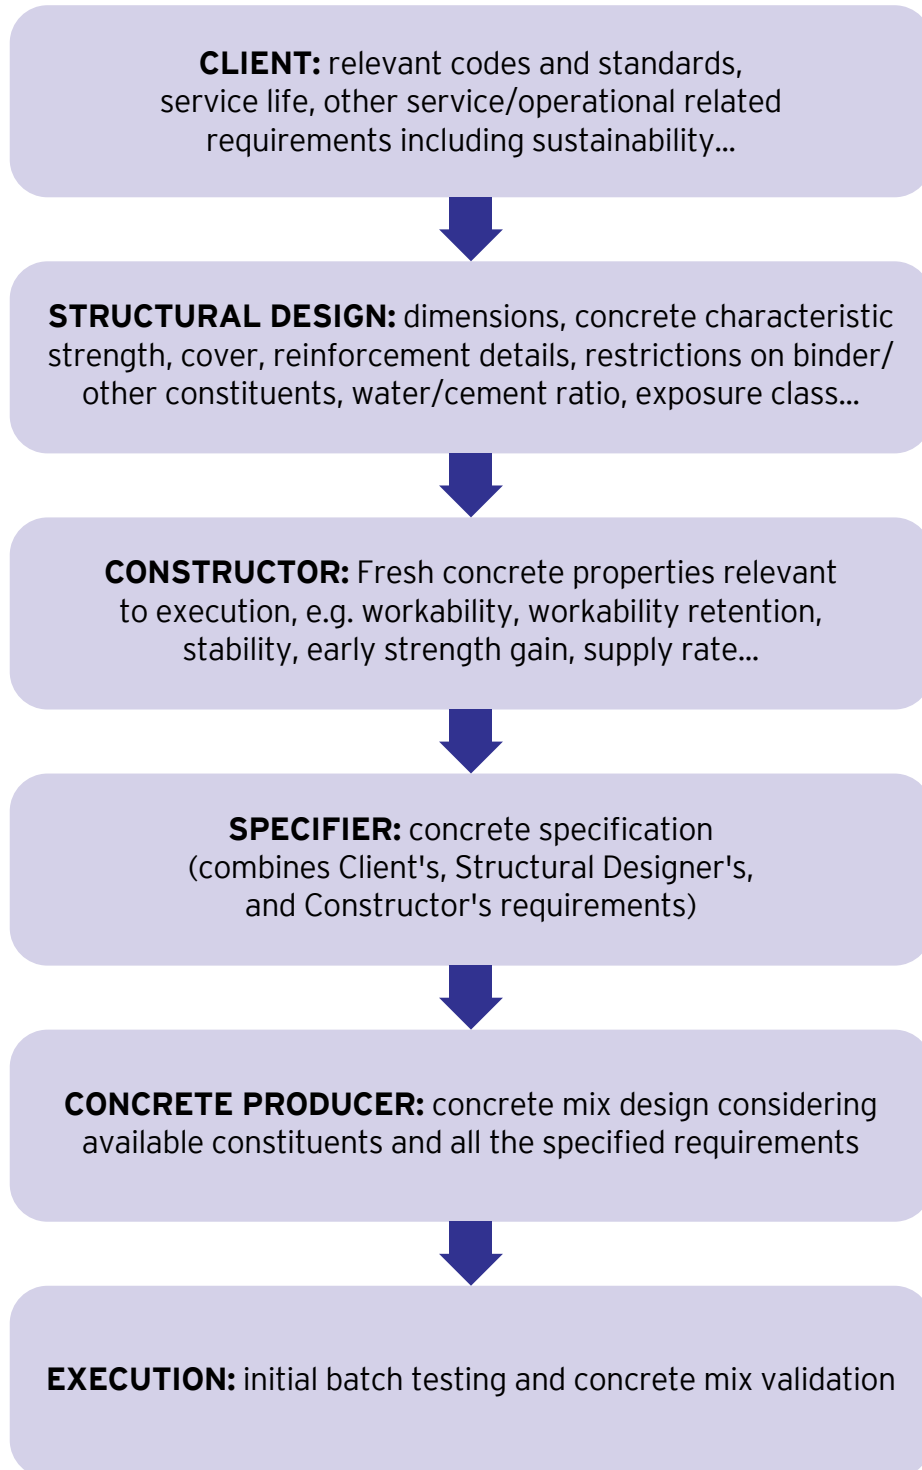 CLIENT: relevant codes and standards,
service life, other service/operational related
requirements including sustainability...
STRUCTURAL DESIGN: dimensions, concrete characteristic
strength, cover, reinforcement details, restrictions on binder/
other constituents, water/cement ratio, exposure class...
CONSTRUCTOR: Fresh concrete properties relevant
to execution, e.g. workability, workability retention,
stability, early strength gain, supply rate...
SPECIFIER: concrete specification
(combines Client's, Structural Designer's,
and Constructor's requirements)
CONCRETE PRODUCER: concrete mix design considering
available constituents and all the specified requirements
EXECUTION: initial batch testing and concrete mix validation